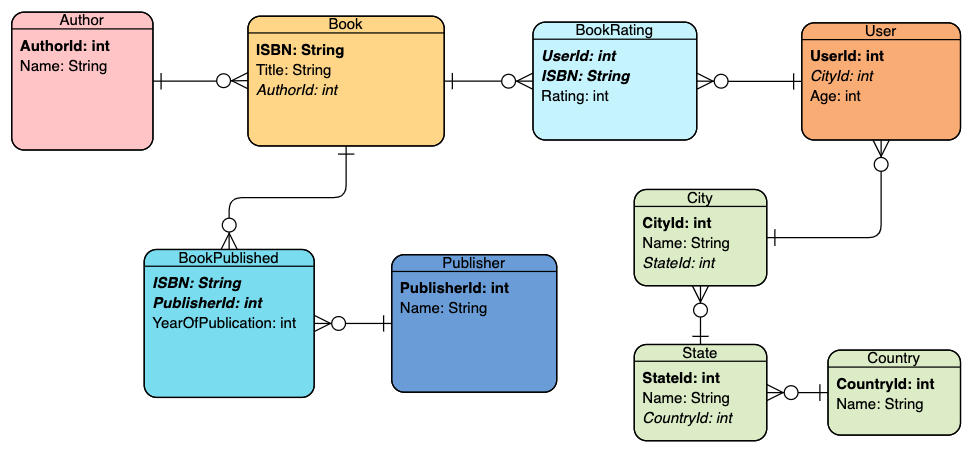 Author
AuthorId: int
Name: String
Book
ISBN: String
Title: String
AuthorId: int
BookRating
UserId: int
ISBN: String
Rating: int
User
UserId: int
CityId: int
Age: int
City
CityId: int
Name: String
StateId: int
BookPublished
ISBN: String
PublisherId: int
YearOfPublication: int
Publisher
PublisherId: int
Name: String
State
StateId: int
Name: String
CountryId: int
Country
CountryId: int
Name: String